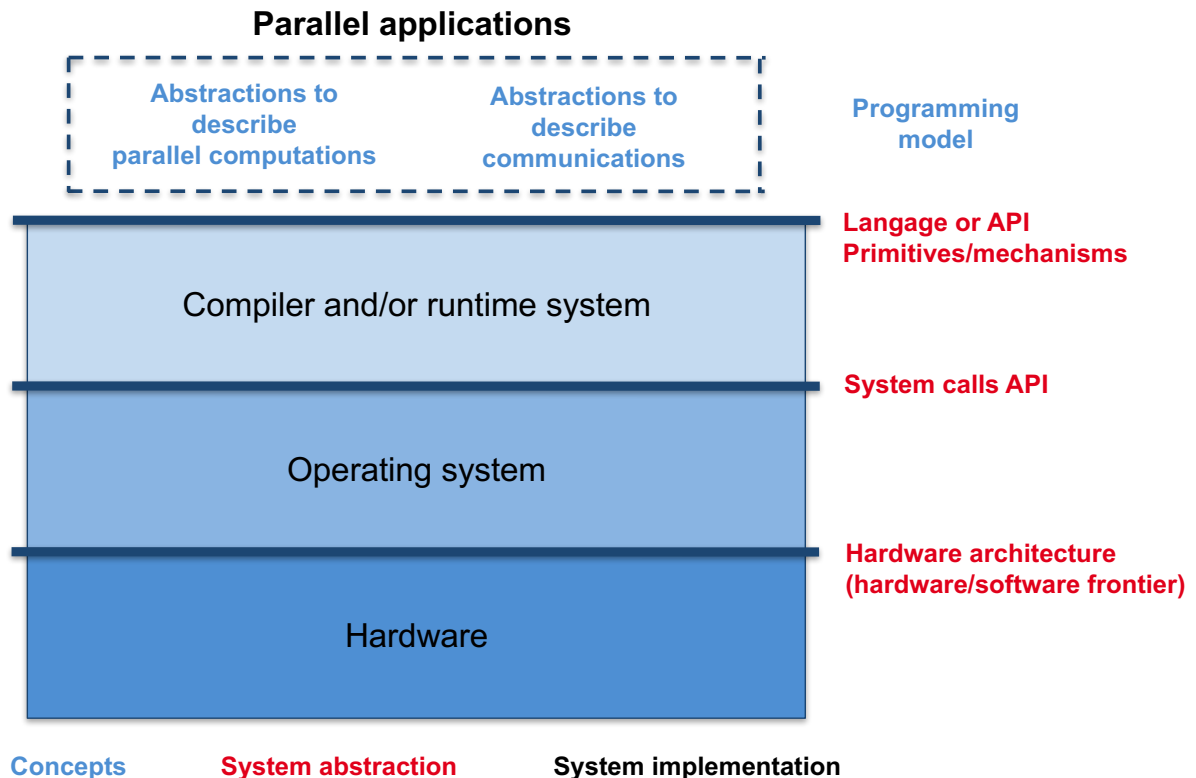 Parallel applications
Abstractions to
describe
parallel computations
Abstractions to
describe
communications
Programming
model
Langage or API
Primitives/mechanisms
Compiler and/or runtime system
System calls API
Operating system
Hardware architecture
(hardware/software frontier)
Hardware
Concepts
System abstraction
System implementation